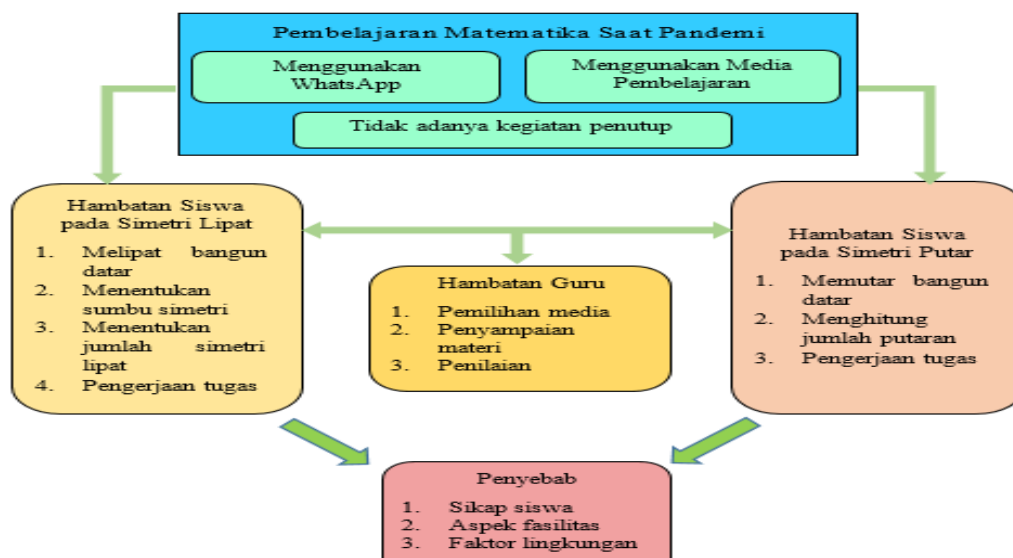 Pembelajaran Matematika Saat Pandemi
Menggunakan
WhatsApp
Menggunakan Media
Pembelajaran
Tidak adanya kegiatan penutup
Hambatan Siswa
pada Simetri Lipat
1. Melipat bangun
datar
2. Menentukan
sumbu simetri
3. Menentukan
jumlah simetri
lipat
4. Pengerjaan tugas
Hambatan Guru
1. Pemilihan media
2. Penyampaian
materi
3. Penilaian
Hambatan Siswa
pada Simetri Putar
1. Memutar bangun
datar
2. Menghitung
jumlah putaran
3. Pengerjaan tugas
Penyebab
1. Sikap siswa
2. Aspek fasilitas
3. Faktor lingkungan